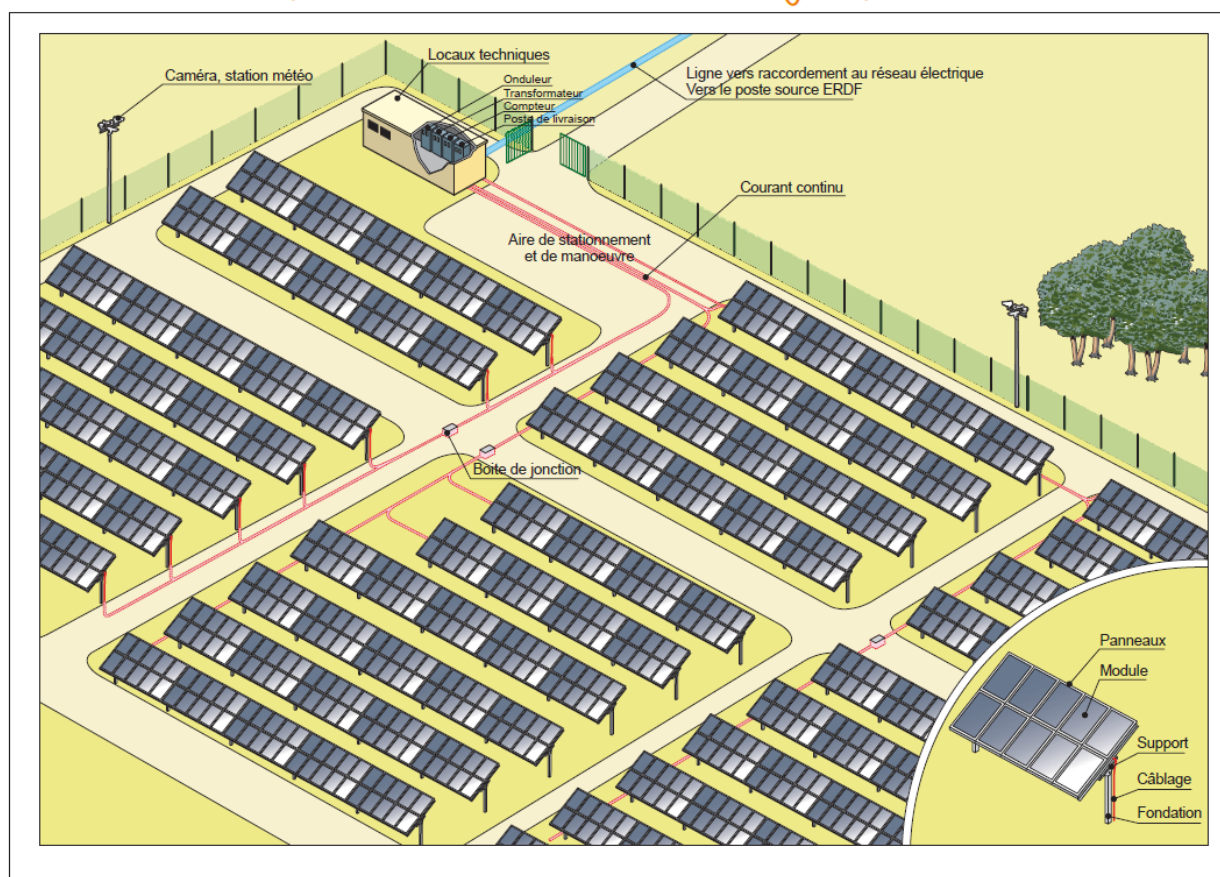 Locaux techniques
Caméra, station météo
Onduleur
Transformateur
Compteur
Poste de livraison
Ligne vers raccordement au réseau électrique
Vers le poste source ERDF
Courant continu
Aire de stationnement
et de manoeuvre
Boite de jonction
Panneaux
Module
Support
Câblage
Fondation